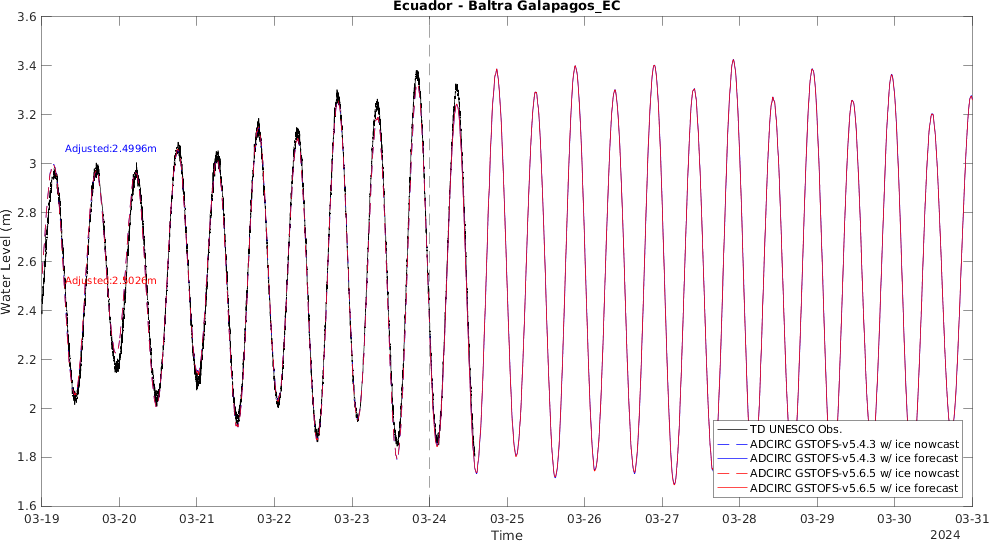 Ecuador - Baltra Galapagos_EC
3.6
3.4
3.2
3
2.8
2.6
2.4
2.2
2
1.8
1.6
Water Level (m)
Adjusted:2.4996m
Adjusted:2.5026m
TD UNESCO Obs.
ADCIRC GSTOFS-v5.4.3 w/ ice nowcast
ADCIRC GSTOFS-v5.4.3 w/ ice forecast
ADCIRC GSTOFS-v5.6.5 w/ ice nowcast
ADCIRC GSTOFS-v5.6.5 w/ ice forecast
03-19 03-20 03-21 03-22 03-23 03-24 03-25 03-26 03-27 03-28 03-29 03-30 03-31
Time
2024